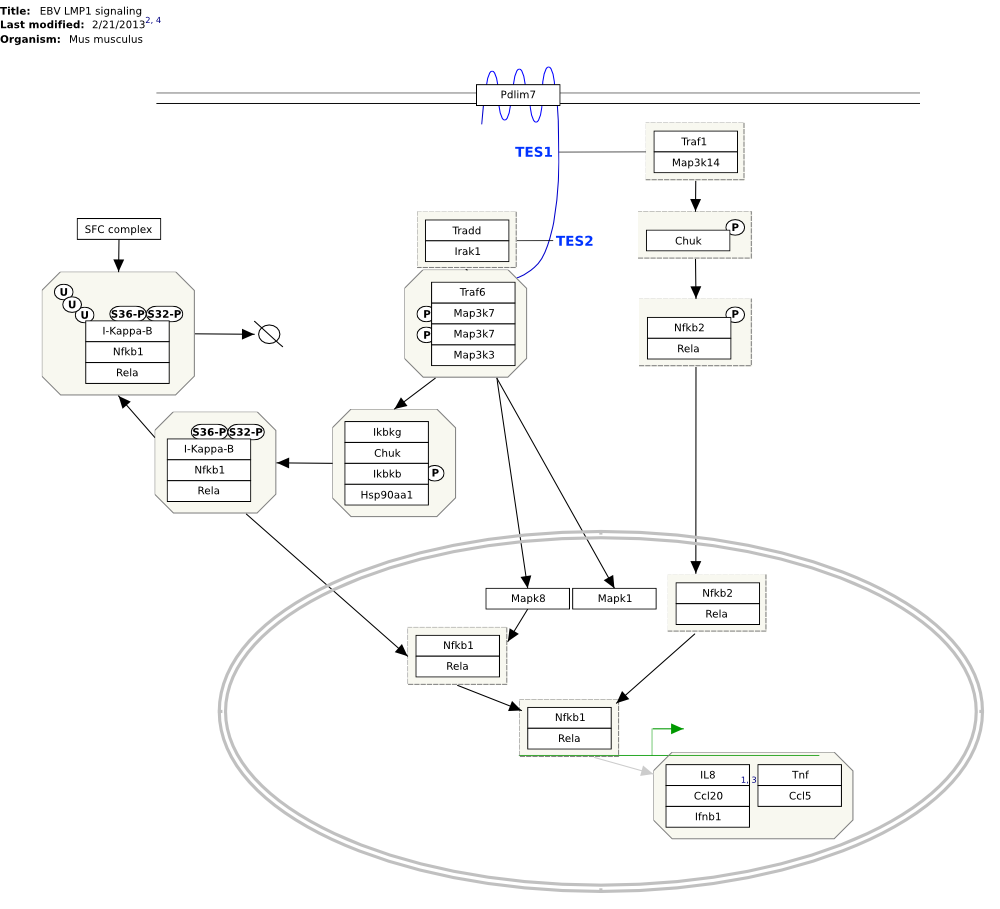 Title: EBV LMP1 signaling
Last modified: 2/21/2013 2, 4
Organism: Mus musculus
Pdlim7
TES1
Traf1
Map3k14
SFC complex
Tradd
Irak1
TES2
P
Chuk
U
U
U
S36-P S32-P
I-Kappa-B
Nfkb1
Rela
Traf6
P Map3k7
P Map3k7
Map3k3
P
Nfkb2
Rela
S36-P S32-P
I-Kappa-B
Nfkb1
Rela
Ikbkg
Chuk
Ikbkb P
Hsp90aa1
Mapk8
Mapk1
Nfkb2
Rela
Nfkb1
Rela
Nfkb1
Rela
IL8 1, 3 Tnf
Ccl20 Ccl5
Ifnb1